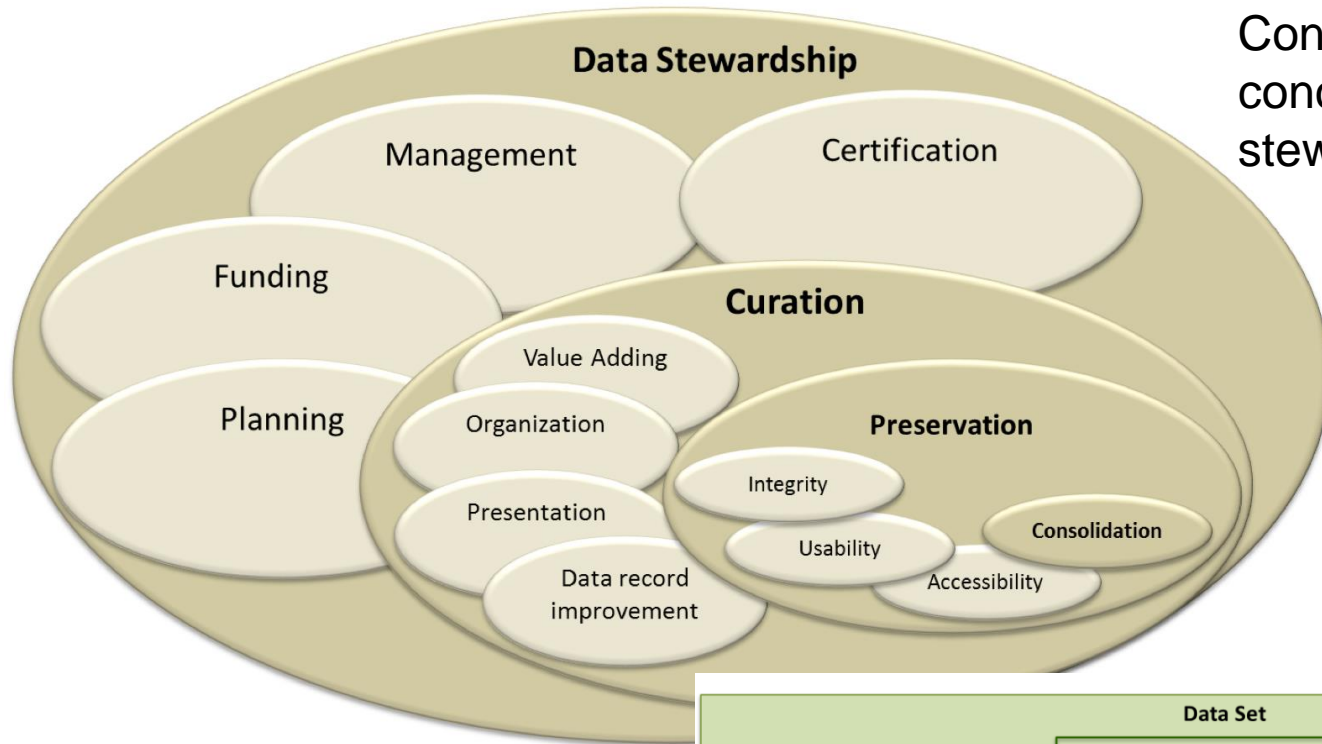 Data Stewardship
Management
Certification
Funding
Curation
Value Adding
Planning
Organization
Preservation
Integrity
Presentation
Consolidation
Usability
Data record
improvement
Accessibility
Data Set